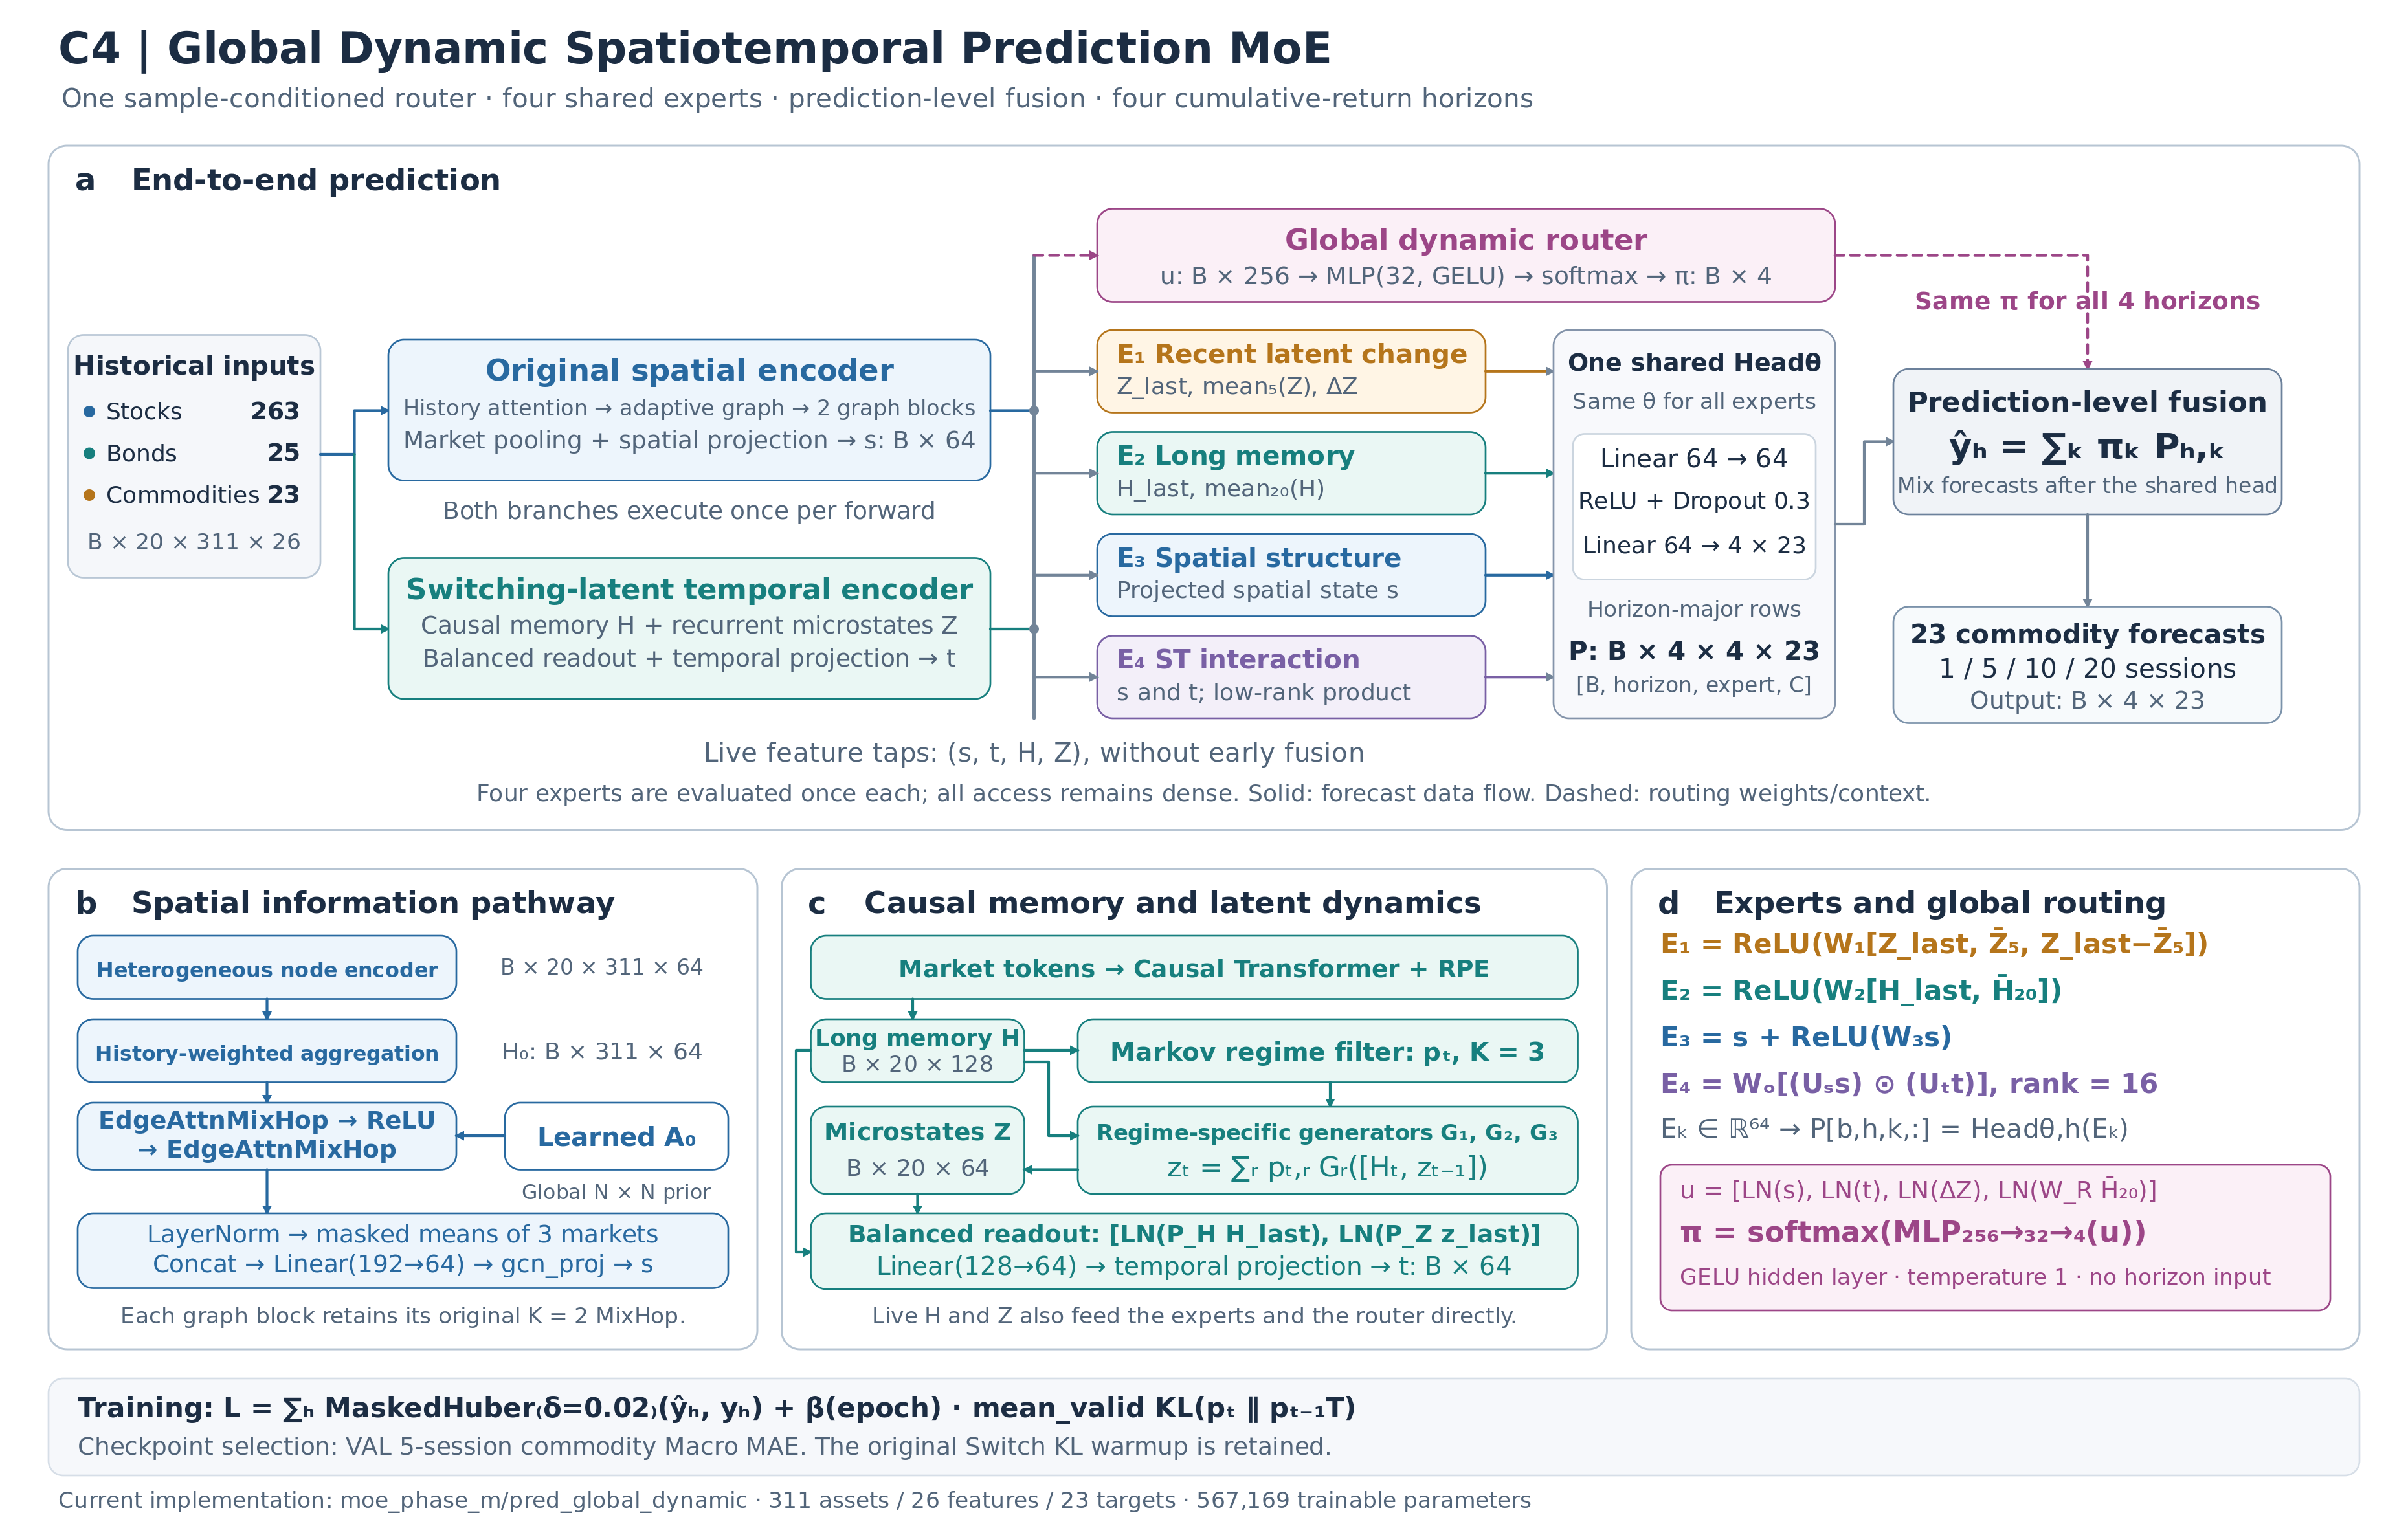 C4 | Global Dynamic Spatiotemporal Prediction MoE
One sample-conditioned router · four shared experts · prediction-level fusion · four cumulative-return horizons
a End-to-end prediction
Historical inputs
Stocks 263
Bonds 25
Commodities 23
B × 20 × 311 × 26
Original spatial encoder
History attention → adaptive graph → 2 graph blocks
Market pooling + spatial projection → s: B × 64
Both branches execute once per forward
Switching-latent temporal encoder
Causal memory H + recurrent microstates Z
Balanced readout + temporal projection → t
Global dynamic router
u: B × 256 → MLP(32, GELU) → softmax → π: B × 4
E₁ Recent latent change
Z_last, mean₅(Z), ΔZ
E₂ Long memory
H_last, mean₂₀(H)
E₃ Spatial structure
Projected spatial state s
E₄ ST interaction
s and t; low-rank product
One shared Headθ
Same θ for all experts
Linear 64 → 64
ReLU + Dropout 0.3
Linear 64 → 4 × 23
Horizon-major rows
P: B × 4 × 4 × 23
[B, horizon, expert, C]
Same π for all 4 horizons
Prediction-level fusion
ŷₕ = ∑ₖ πₖ Pₕ,ₖ
Mix forecasts after the shared head
23 commodity forecasts
1 / 5 / 10 / 20 sessions
Output: B × 4 × 23
Live feature taps: (s, t, H, Z), without early fusion
Four experts are evaluated once each; all access remains dense. Solid: forecast data flow. Dashed: routing weights/context.
b Spatial information pathway
Heterogeneous node encoder
B × 20 × 311 × 64
History-weighted aggregation
H₀: B × 311 × 64
EdgeAttnMixHop → ReLU
→ EdgeAttnMixHop
Learned A₀
Global N × N prior
LayerNorm → masked means of 3 markets
Concat → Linear(192→64) → gcn_proj → s
Each graph block retains its original K = 2 MixHop.
c Causal memory and latent dynamics
Market tokens → Causal Transformer + RPE
Long memory H
B × 20 × 128
Markov regime filter: pₜ, K = 3
Microstates Z
B × 20 × 64
Regime-specific generators G₁, G₂, G₃
zₜ = ∑ᵣ pₜ,ᵣ Gᵣ([Hₜ, zₜ₋₁])
Balanced readout: [LN(P_H H_last), LN(P_Z z_last)]
Linear(128→64) → temporal projection → t: B × 64
Live H and Z also feed the experts and the router directly.
d Experts and global routing
E₁ = ReLU(W₁[Z_last, Z̄₅, Z_last−Z̄₅])
E₂ = ReLU(W₂[H_last, H̄₂₀])
E₃ = s + ReLU(W₃s)
E₄ = Wₒ[(Uₛs) ⊙ (Uₜt)], rank = 16
Eₖ ∈ ℝ⁶⁴ → P[b,h,k,:] = Headθ,h(Eₖ)
u = [LN(s), LN(t), LN(ΔZ), LN(W_R H̄₂₀)]
π = softmax(MLP₂₅₆→₃₂→₄(u))
GELU hidden layer · temperature 1 · no horizon input
Training: L = ∑ₕ MaskedHuber₍δ=0.02₎(ŷₕ, yₕ) + β(epoch) · mean_valid KL(pₜ ∥ pₜ₋₁T)
Checkpoint selection: VAL 5-session commodity Macro MAE. The original Switch KL warmup is retained.
Current implementation: moe_phase_m/pred_global_dynamic · 311 assets / 26 features / 23 targets · 567,169 trainable parameters